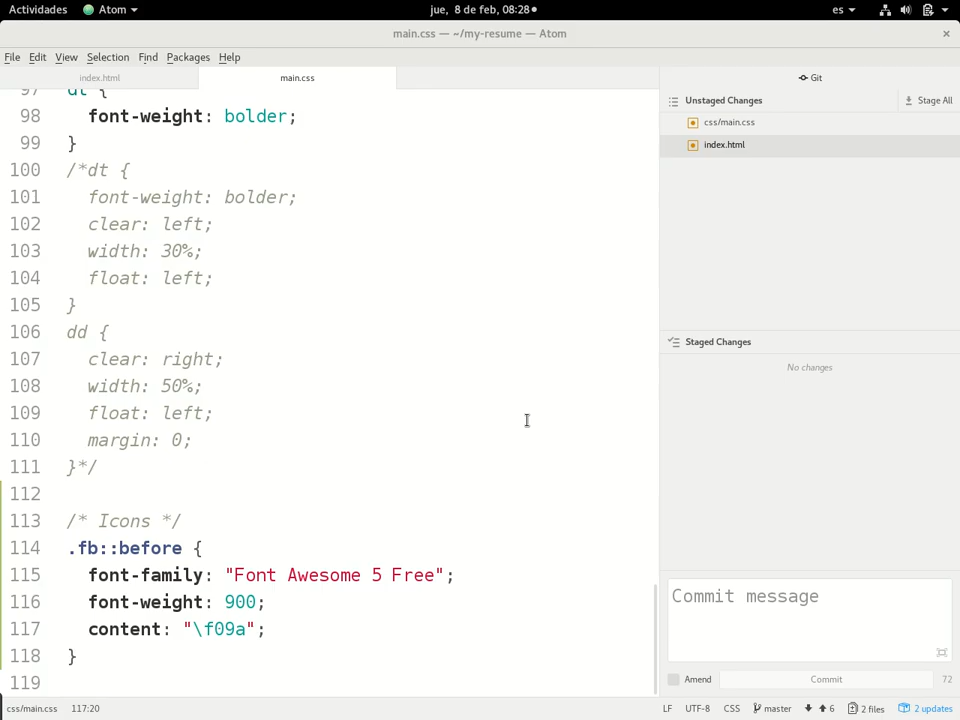 Actividades Atom jue, 8 de feb, 08:28 es
main.css — ~/my-resume — Atom
File Edit View Selection Find Packages Help
index.html main.css Git
97 dt {
98 font-weight: bolder;
99 }
100 /*dt {
101 font-weight: bolder;
102 clear: left;
103 width: 30%;
104 float: left;
105 }
106 dd {
107 clear: right;
108 width: 50%;
109 float: left;
110 margin: 0;
111 }*/
112
113 /* Icons */
114 .fb::before {
115 font-family: "Font Awesome 5 Free";
116 font-weight: 900;
117 content: "\f09a";
118 }
119
Unstaged Changes Stage All
css/main.css
index.html
Staged Changes
No changes
Commit message
Amend Commit 72
css/main.css 117:20 LF UTF-8 CSS master 6 2 files 2 updates